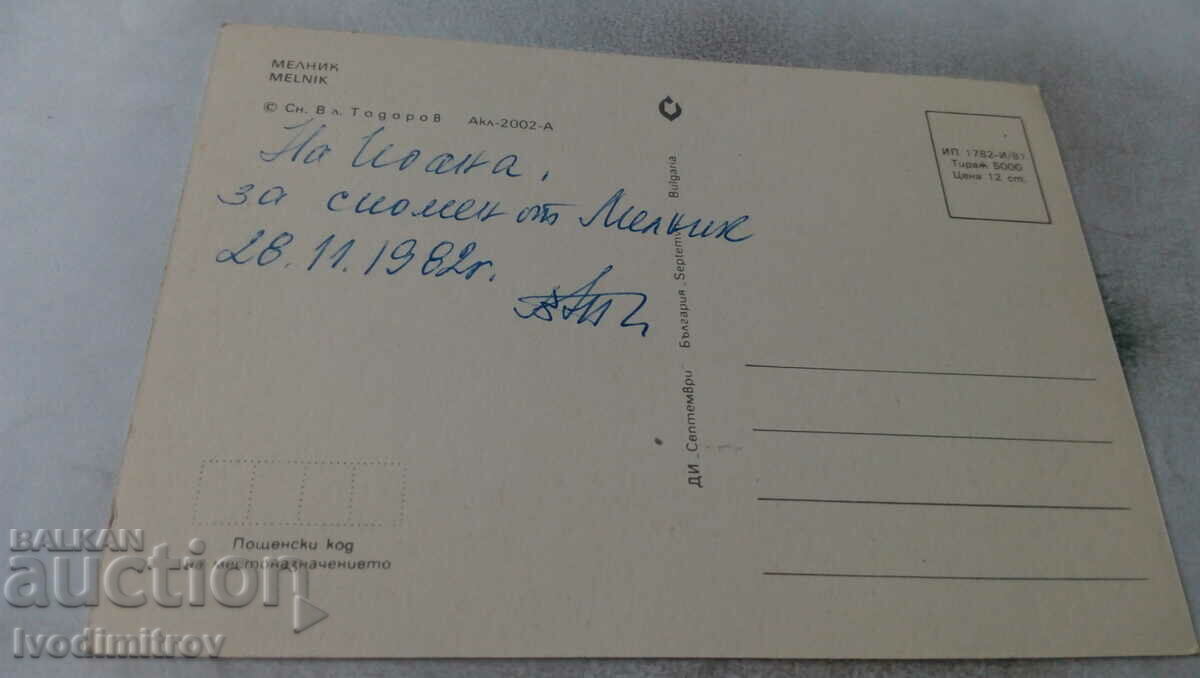 МЕЛНИК
MELNIK
© Сн. Вл. Тодоров Акл-2002-А
На Иоана,
за спомен от Мелник
28.11.1982г.
ИП 1782-И/81
Тираж 5000
Цена 12 ст.
ДИ „Септември" България „Septemvri" Bulgaria
Пощенски код
на местоназначението
BALKAN
auction
Ivodimitrov